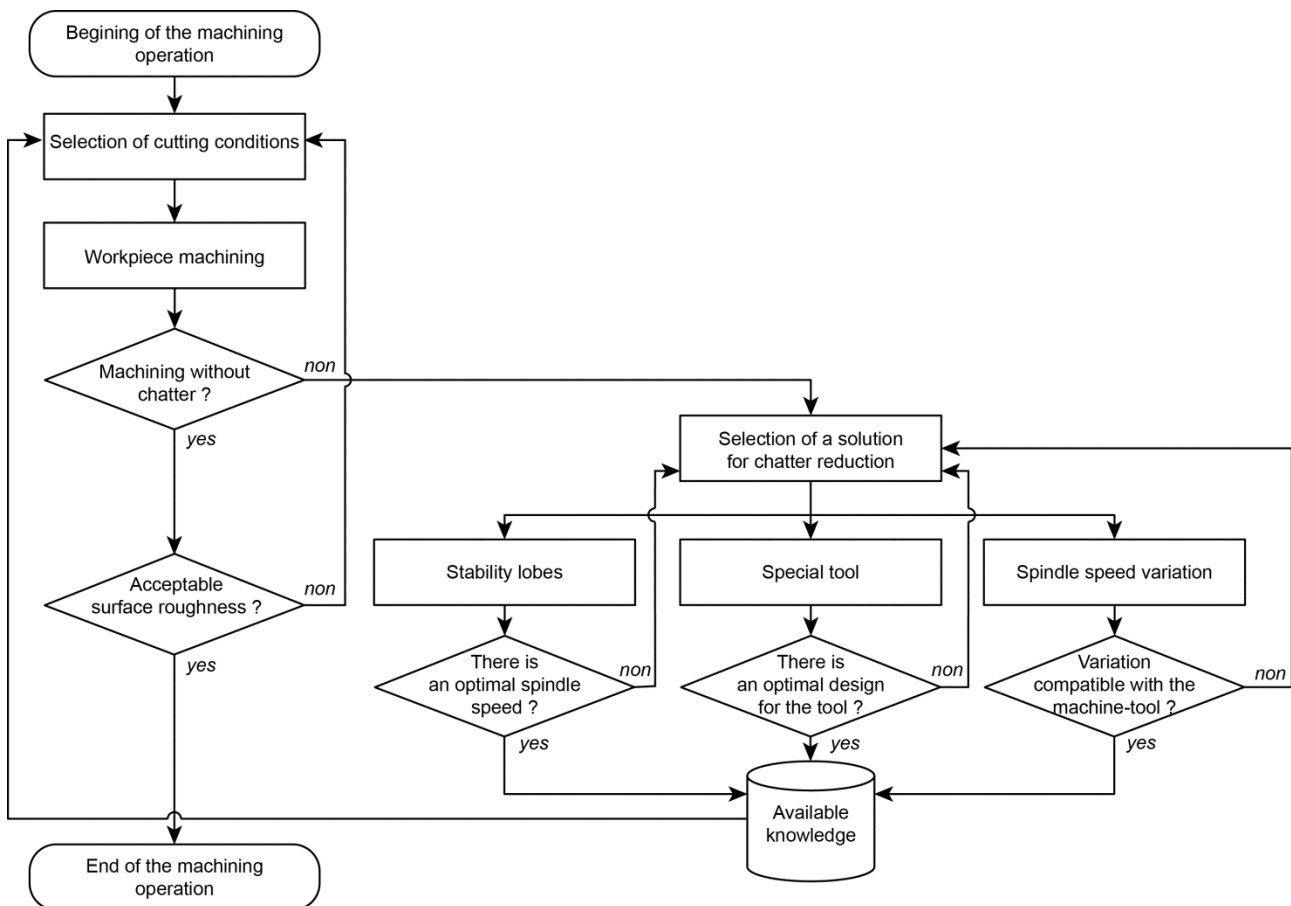 Begining of the machining
operation
Selection of cutting conditions
Workpiece machining
Machining without
chatter ?
non
yes
Selection of a solution
for chatter reduction
Stability lobes
Special tool
Spindle speed variation
Acceptable
surface roughness ?
non
yes
There is
an optimal spindle
speed ?
non
yes
There is
an optimal design
for the tool ?
non
yes
Variation
compatible with the
machine-tool ?
non
yes
Available
knowledge
End of the machining
operation